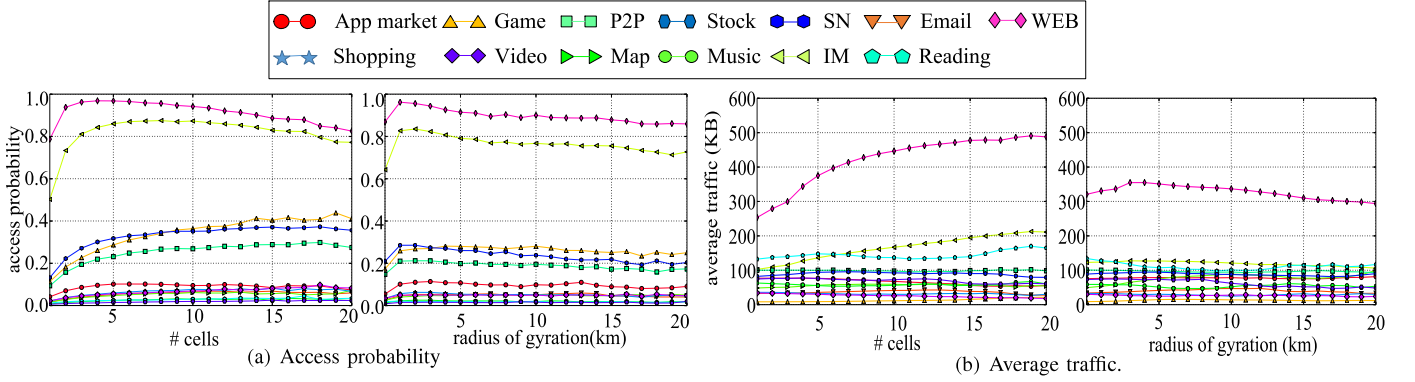 App market Game P2P Stock SN Email WEB
Shopping Video Map Music IM Reading
1.0 1.0 600 600
0.8 0.8 500 500
0.6 0.6 400 400
0.4 0.4 300 300
0.2 0.2 200 200
0.0 0.0 100 100
0 0
access probability
average traffic (KB)
5 10 15 20 5 10 15 20 5 10 15 20 5 10 15 20
# cells radius of gyration(km) # cells radius of gyration (km)
(a) Access probability (b) Average traffic.